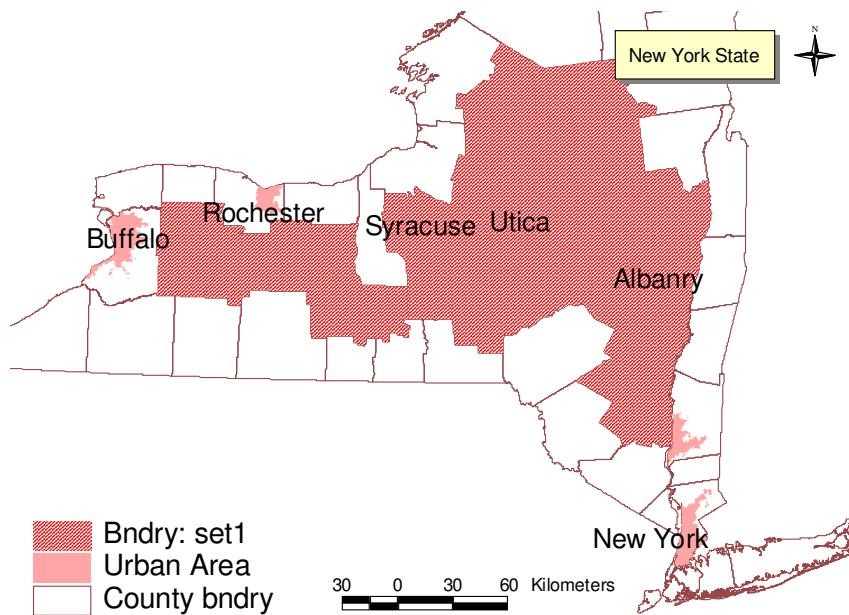 New York State
N
Rochester
Syracuse
Utica
Buffalo
Albanry
New York
Bndry: set1
Urban Area
County bndry
30 0 30 60 Kilometers